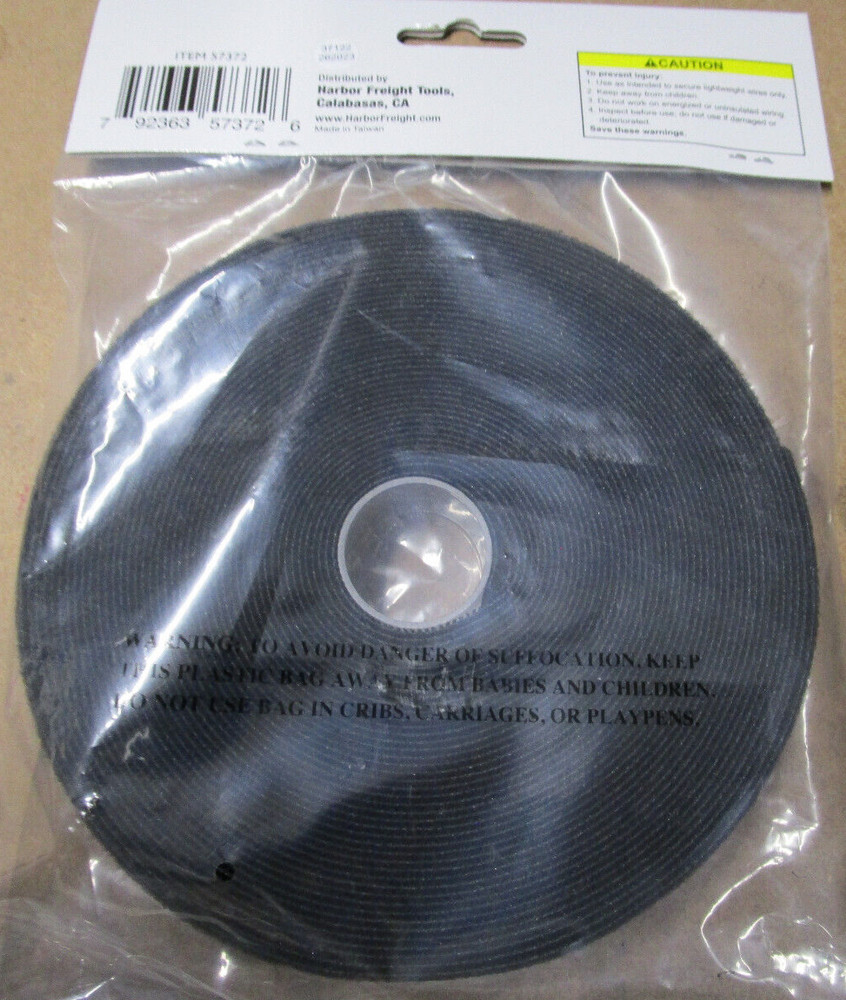 ITEM 57372
7 92363 57372 6
37122
282023
Distributed by
Harbor Freight Tools,
Calabasas, CA
www.HarborFreight.com
Made in Taiwan
⚠CAUTION
To prevent injury:
1. Use as intended to secure lightweight wires only.
2. Keep away from children.
3. Do not work on energized or uninsulated wiring.
4. Inspect before use; do not use if damaged or
deteriorated.
Save these warnings.
WARNING: TO AVOID DANGER OF SUFFOCATION, KEEP
THIS PLASTIC BAG AWAY FROM BABIES AND CHILDREN.
DO NOT USE BAG IN CRIBS, CARRIAGES, OR PLAYPENS.